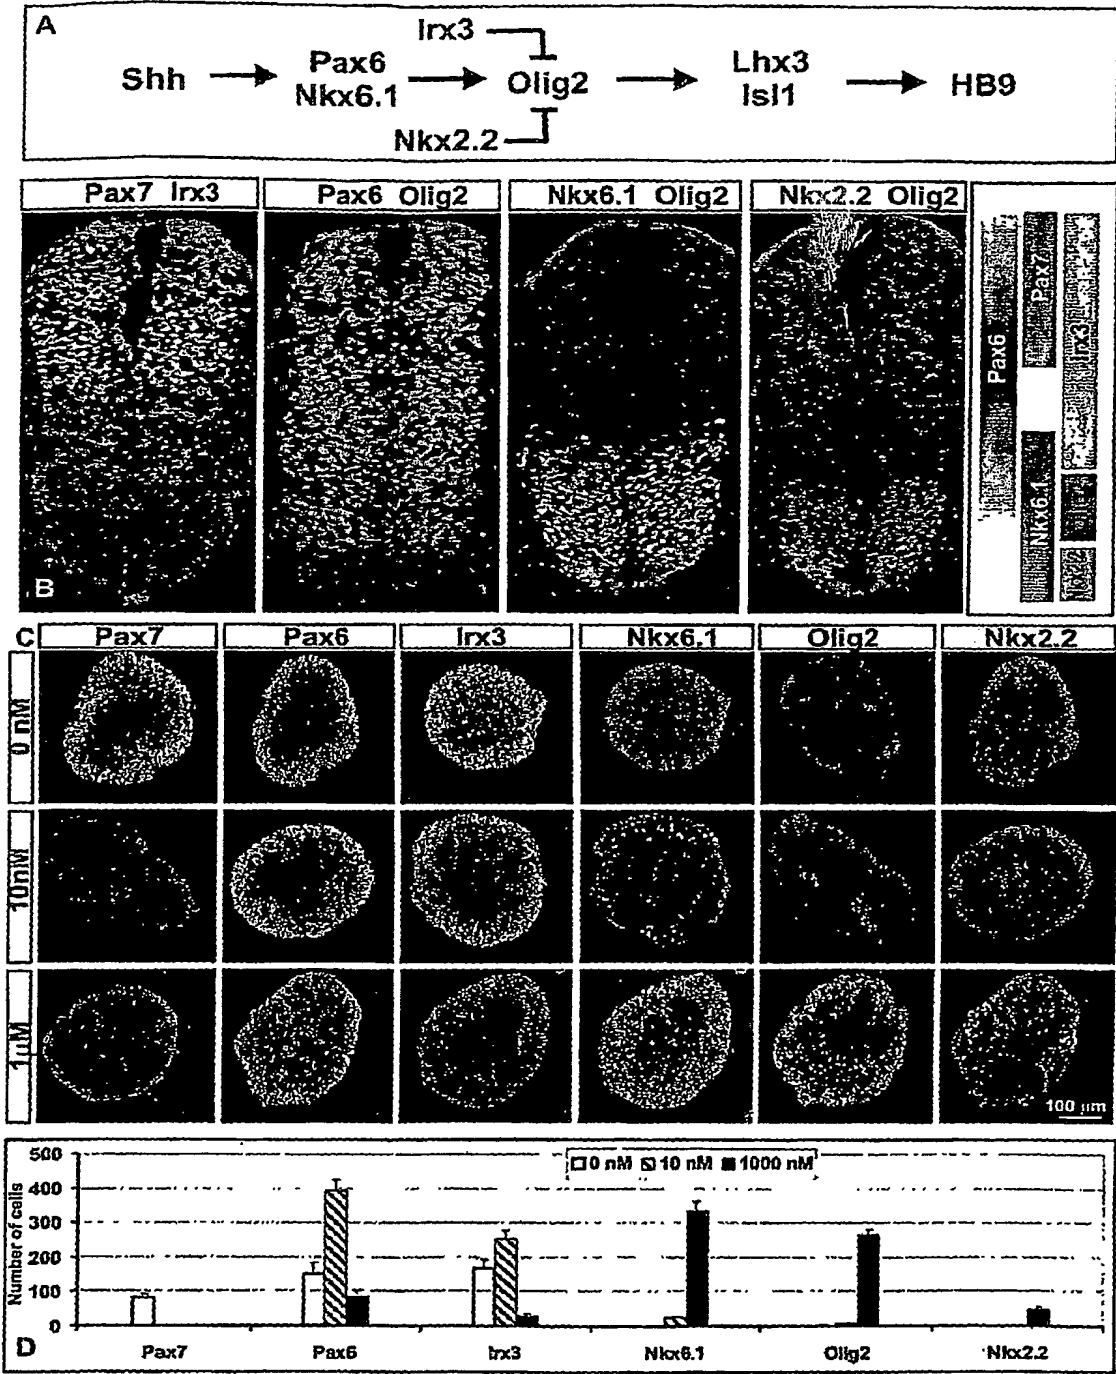 A
Irx3
Shh
Pax6
Nkx6.1
Olig2
Lhx3
Isl1
HB9
Nkx2.2
Pax7 Irx3
Pax6 Olig2
Nkx6.1 Olig2
Nkx2.2 Olig2
B
Pax6
Pax7
Nkx6.1
Irx3
C
Pax7
Pax6
Irx3
Nkx6.1
Olig2
Nkx2.2
0 nM
10nM
1µM
100 µm
500
400
300
200
100
0
Number of cells
0 nM
10 nM
1000 nM
D
Pax7
Pax6
Irx3
Nkx6.1
Olig2
Nkx2.2